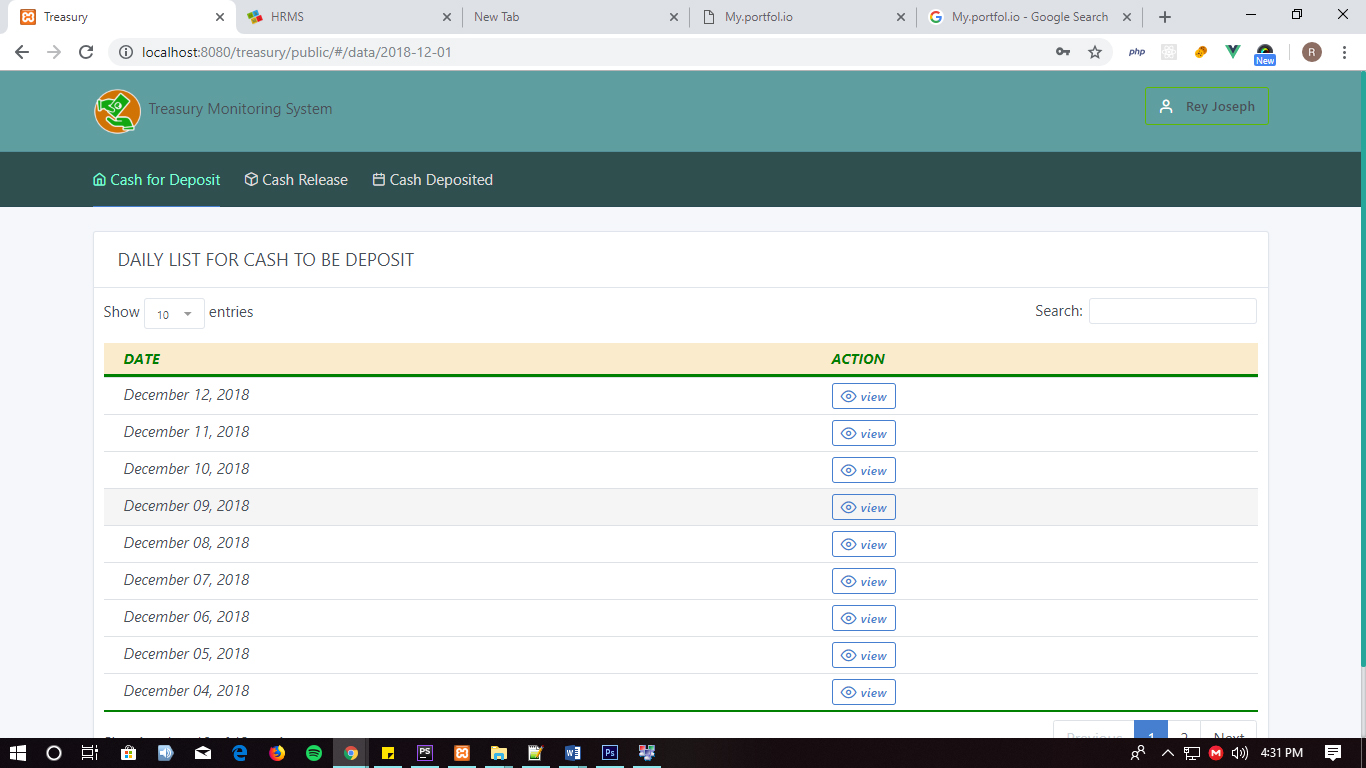 Treasury
HRMS
New Tab
My.portfol.io
My.portfol.io - Google Search
localhost:8080/treasury/public/#/data/2018-12-01
php
New
R
Treasury Monitoring System
Rey Joseph
Cash for Deposit
Cash Release
Cash Deposited
DAILY LIST FOR CASH TO BE DEPOSIT
Show 10 entries
Search:
DATE ACTION
December 12, 2018 view
December 11, 2018 view
December 10, 2018 view
December 09, 2018 view
December 08, 2018 view
December 07, 2018 view
December 06, 2018 view
December 05, 2018 view
December 04, 2018 view
Previous 1 2 Next
4:31 PM